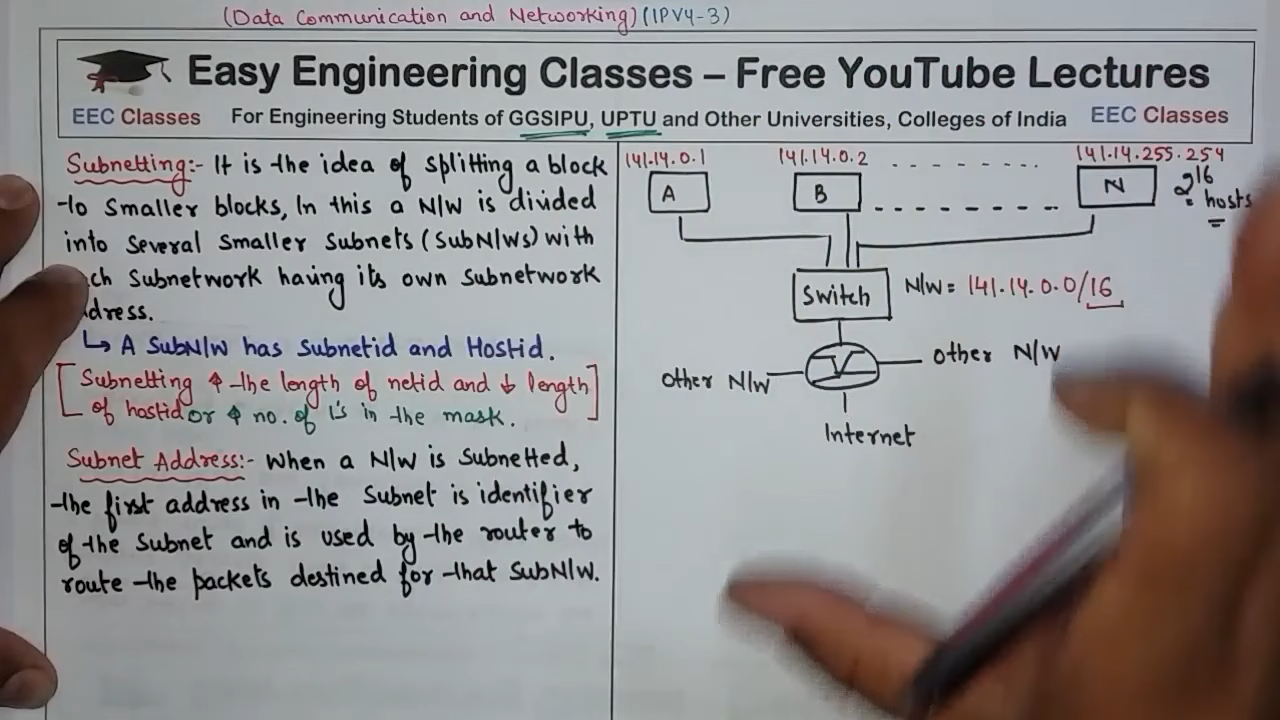 (Data Communication and Networking) (IPV4-3)
Easy Engineering Classes – Free YouTube Lectures
EEC Classes For Engineering Students of GGSIPU, UPTU and Other Universities, Colleges of India EEC Classes
Subnetting:- It is the idea of splitting a block
to smaller blocks, In this a N/W is divided
into several smaller subnets (SubN/Ws) with
ch Subnetwork having its own subnetwork
dress.
↳ A SubN/W has Subnetid and Hostid.
[Subnetting ↑ the length of netid and ↓ length
of hostid or ↑ no. of 1's in the mask.]
Subnet Address:- When a N/W is Subnetted,
the first address in the Subnet is identifier
of the subnet and is used by the router to
route the packets destined for that SubN/W.
141.14.0.1 141.14.0.2 - - - - - - - 141.14.255.254
A B - - - - - - - - N 2^16 hosts
Switch N/W = 141.14.0.0/16
Other N/W Other N/W
Internet